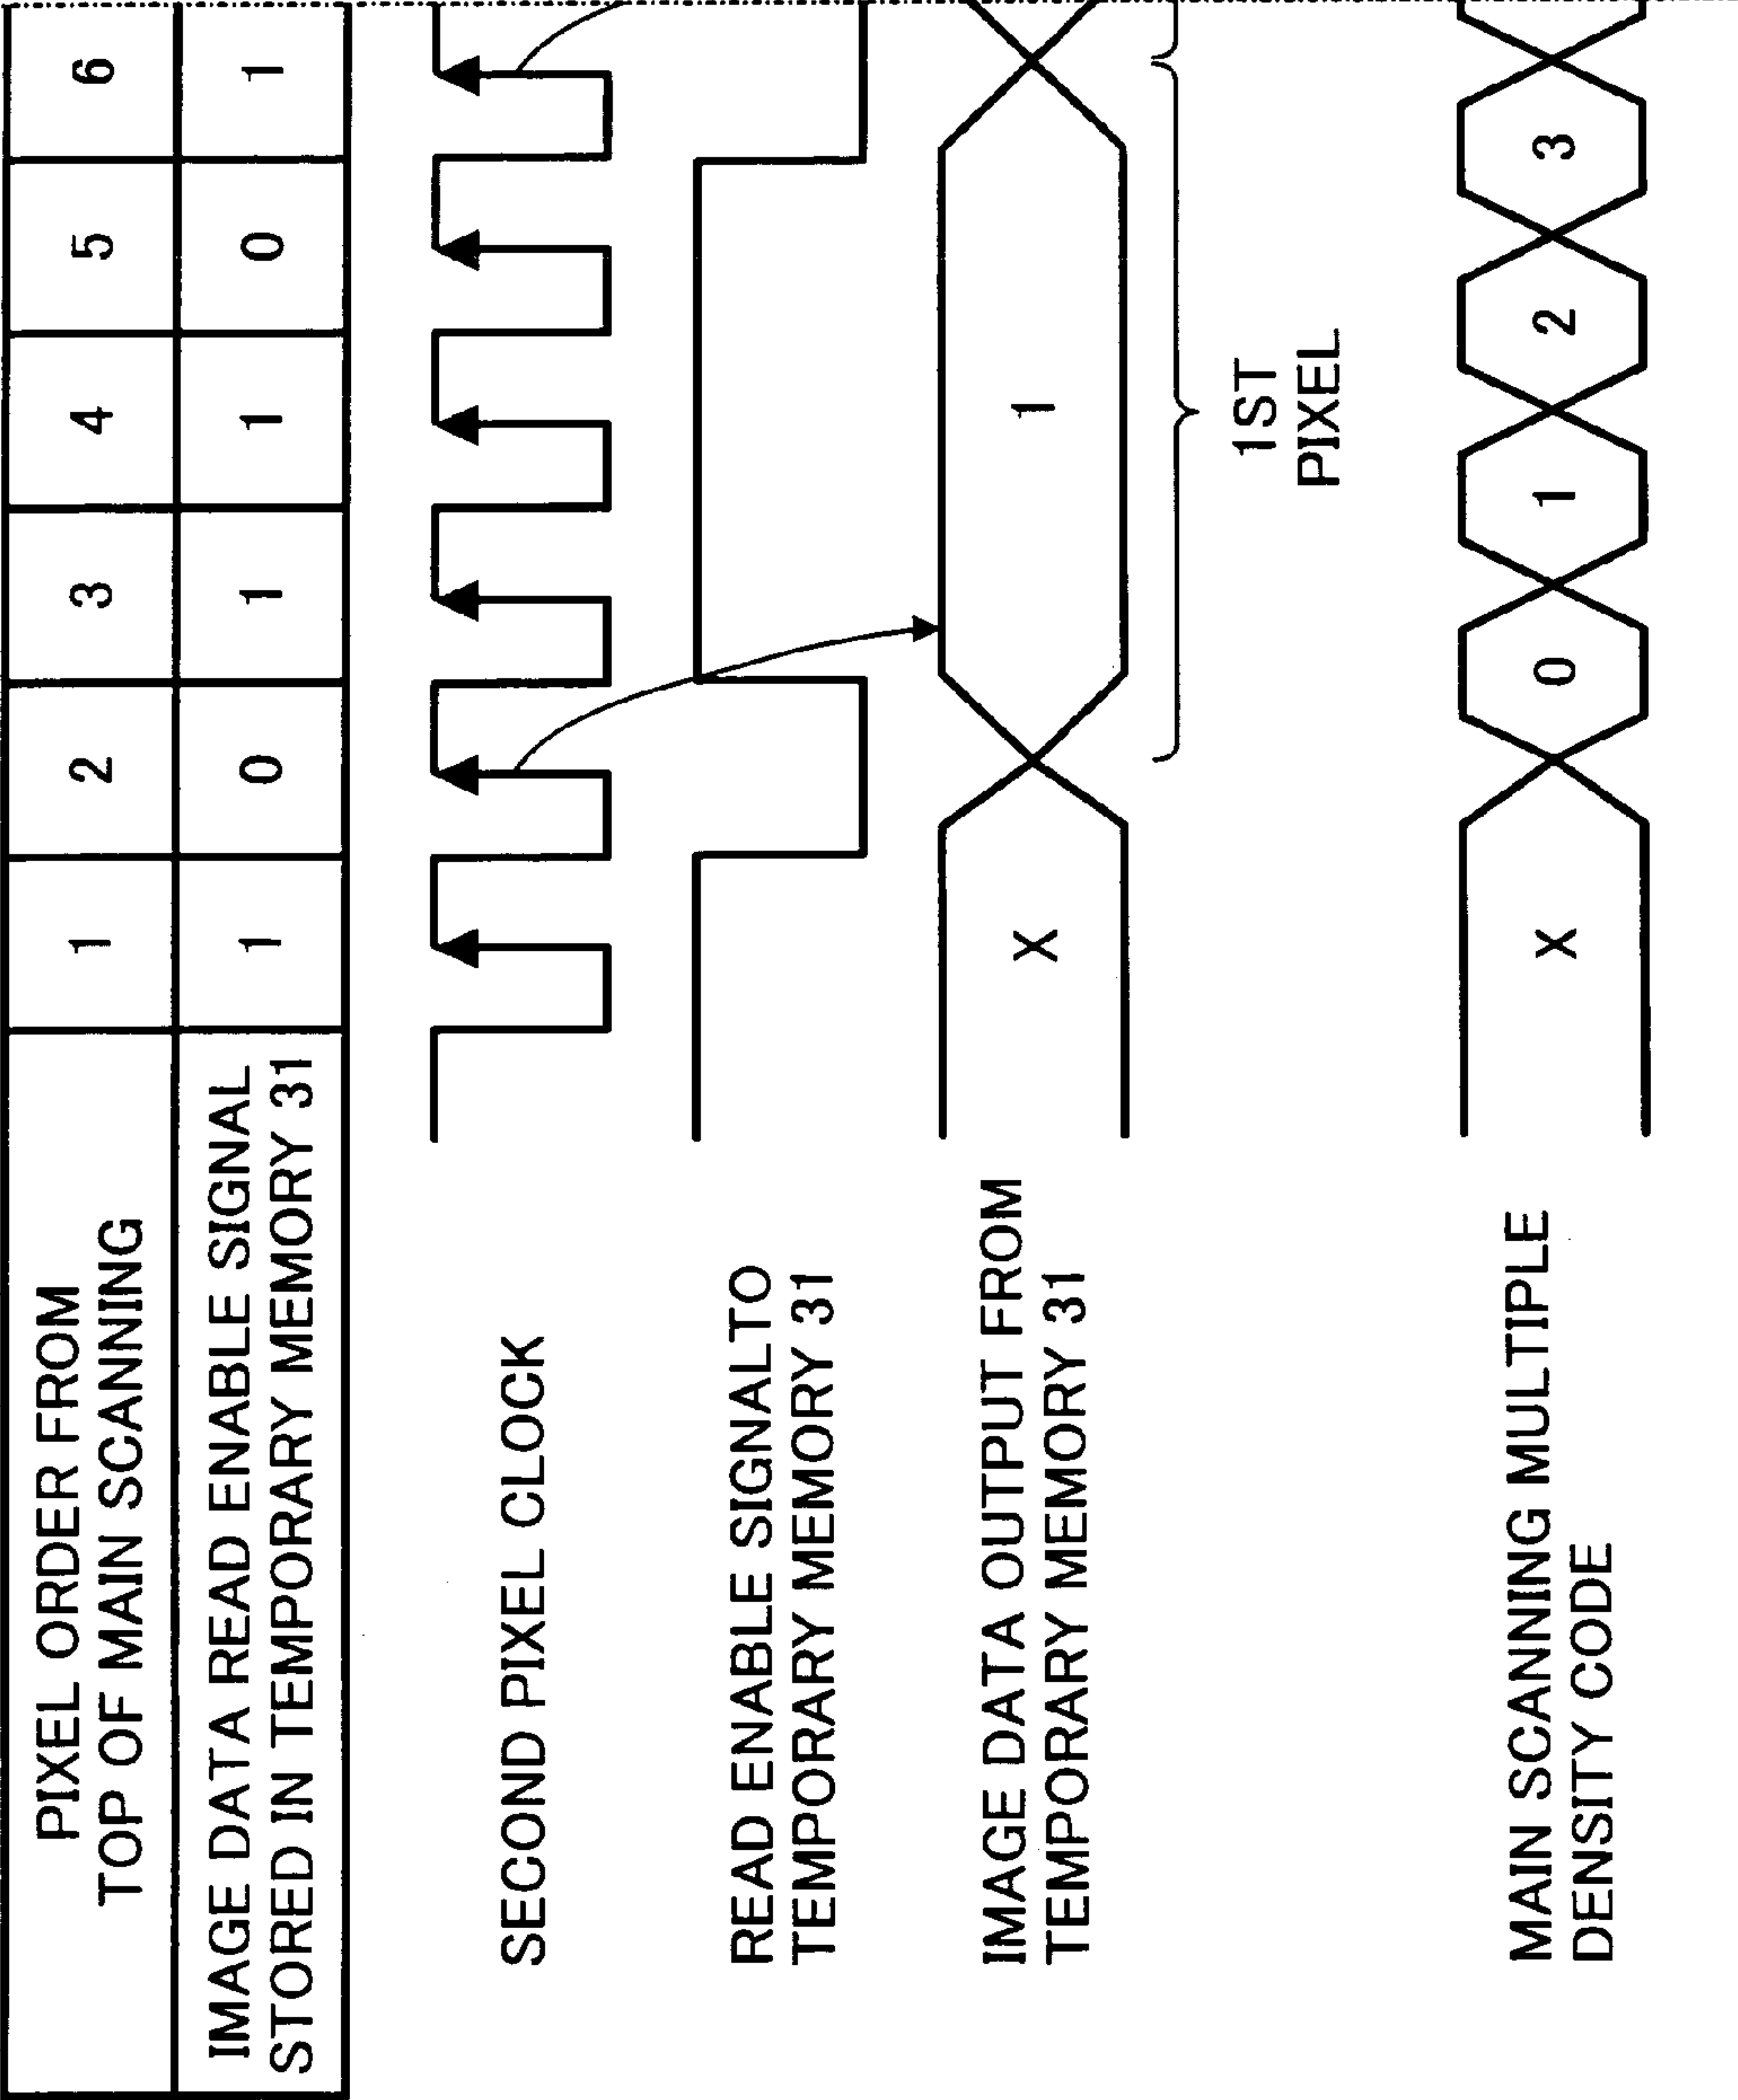 PIXEL ORDER FROM
TOP OF MAIN SCANNING
1 2 3 4 5 6
IMAGE DATA READ ENABLE SIGNAL
STORED IN TEMPORARY MEMORY 31
1 0 1 1 0 1
SECOND PIXEL CLOCK
READ ENABLE SIGNALTO
TEMPORARY MEMORY 31
IMAGE DATA OUTPUT FROM
TEMPORARY MEMORY 31
X 1
1ST
PIXEL
MAIN SCANNING MULTIPLE
DENSITY CODE
X 0 1 2 3